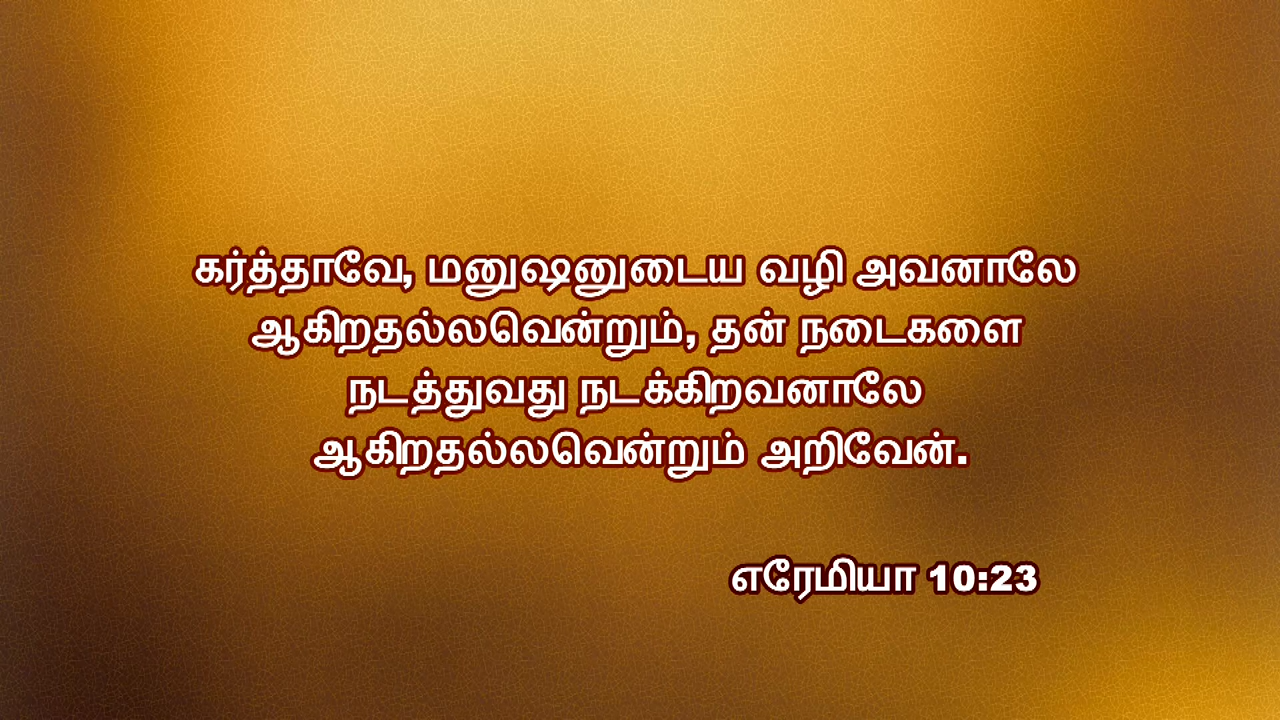 கர்த்தாவே, மனுஷனுடைய வழி அவனாலே
ஆகிறதல்லவென்றும், தன் நடைகளை
நடத்துவது நடக்கிறவனாலே
ஆகிறதல்லவென்றும் அறிவேன்.
எரேமியா 10:23